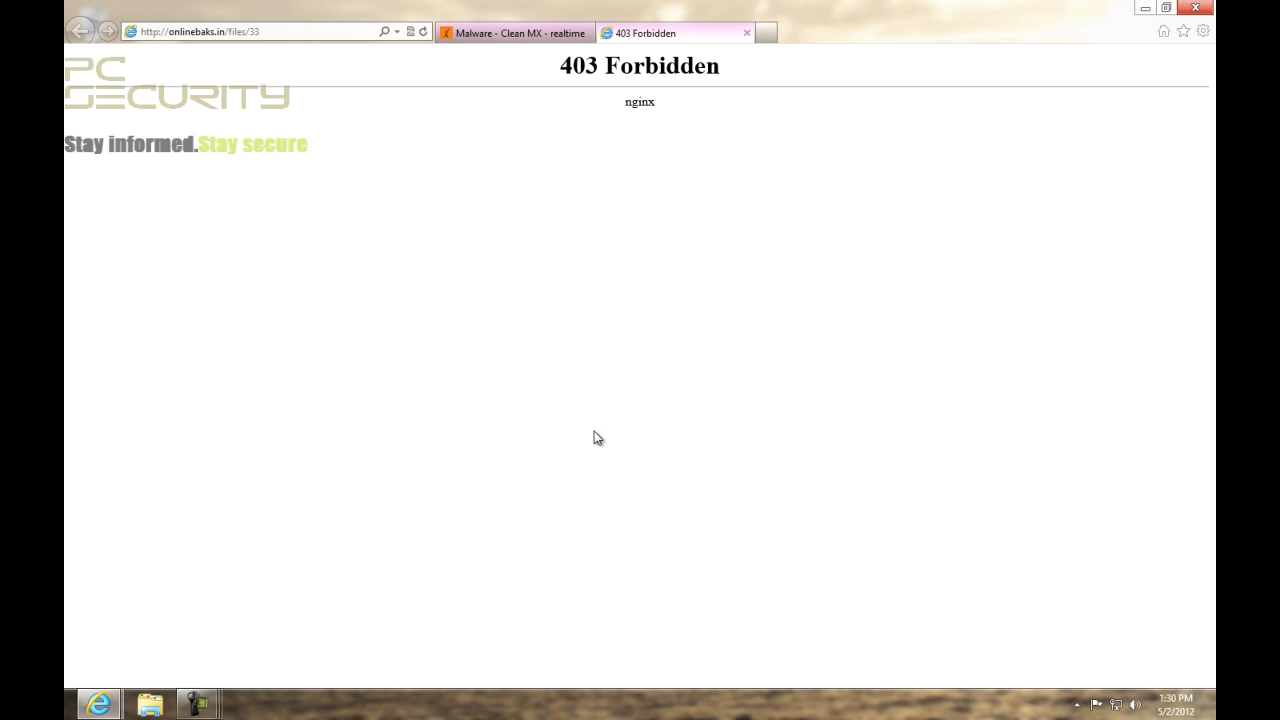 http://onlinebaks.in/files/33
Malware - Clean MX - realtime
403 Forbidden
403 Forbidden
nginx
PC
SECURITY
Stay informed.Stay secure
1:30 PM
5/2/2012